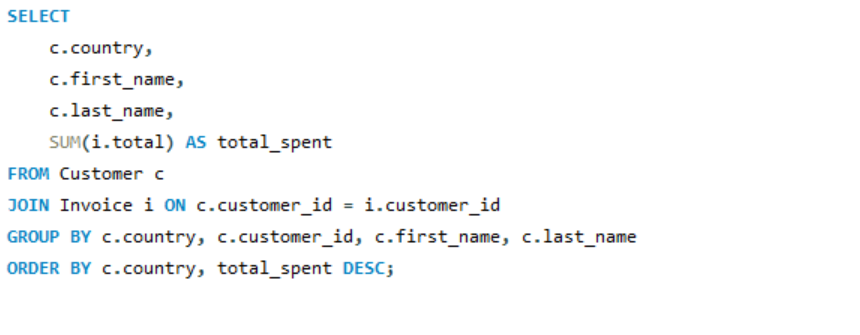 SELECT
    c.country,
    c.first_name,
    c.last_name,
    SUM(i.total) AS total_spent
FROM Customer c
JOIN Invoice i ON c.customer_id = i.customer_id
GROUP BY c.country, c.customer_id, c.first_name, c.last_name
ORDER BY c.country, total_spent DESC;